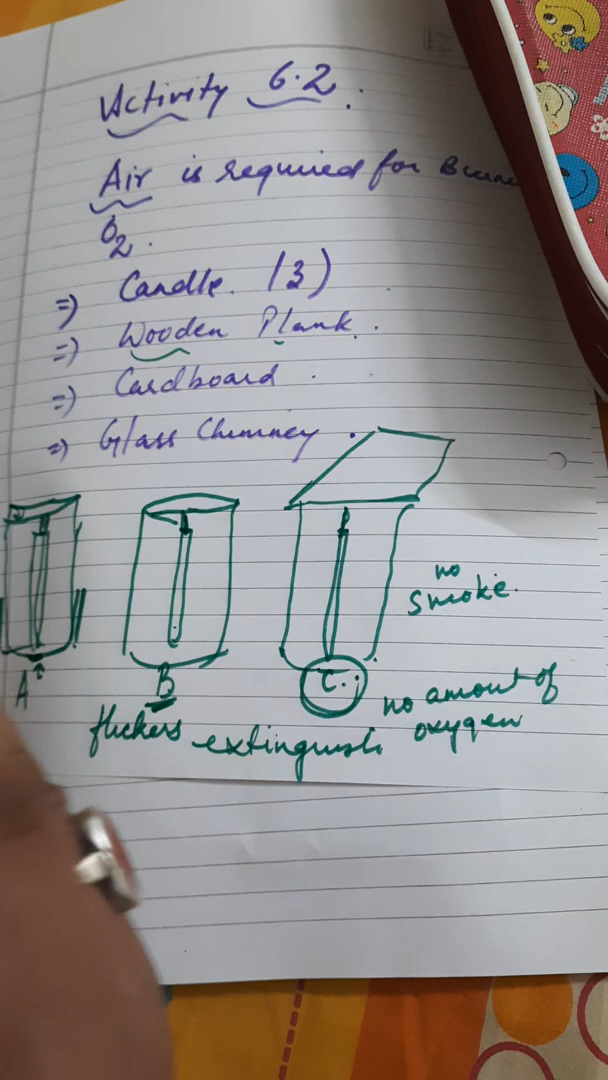 Activity 6.2.
Air is required for
O2.
=> Candle. (3)
=> Wooden Plank.
=> Cardboard.
=> Glass Chimney.
no
smoke.
A
B
C.
flickers
extinguish
no amout of
oxygen